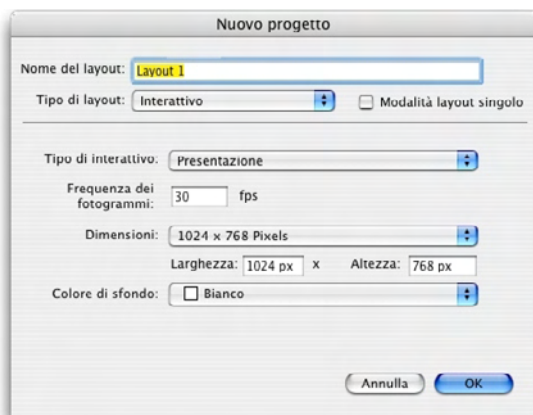 Nuovo progetto
Nome del layout: Layout 1
Tipo di layout: Interattivo Modalità layout singolo
Tipo di interattivo: Presentazione
Frequenza dei fotogrammi: 30 fps
Dimensioni: 1024 x 768 Pixels
Larghezza: 1024 px x Altezza: 768 px
Colore di sfondo: Bianco
Annulla OK